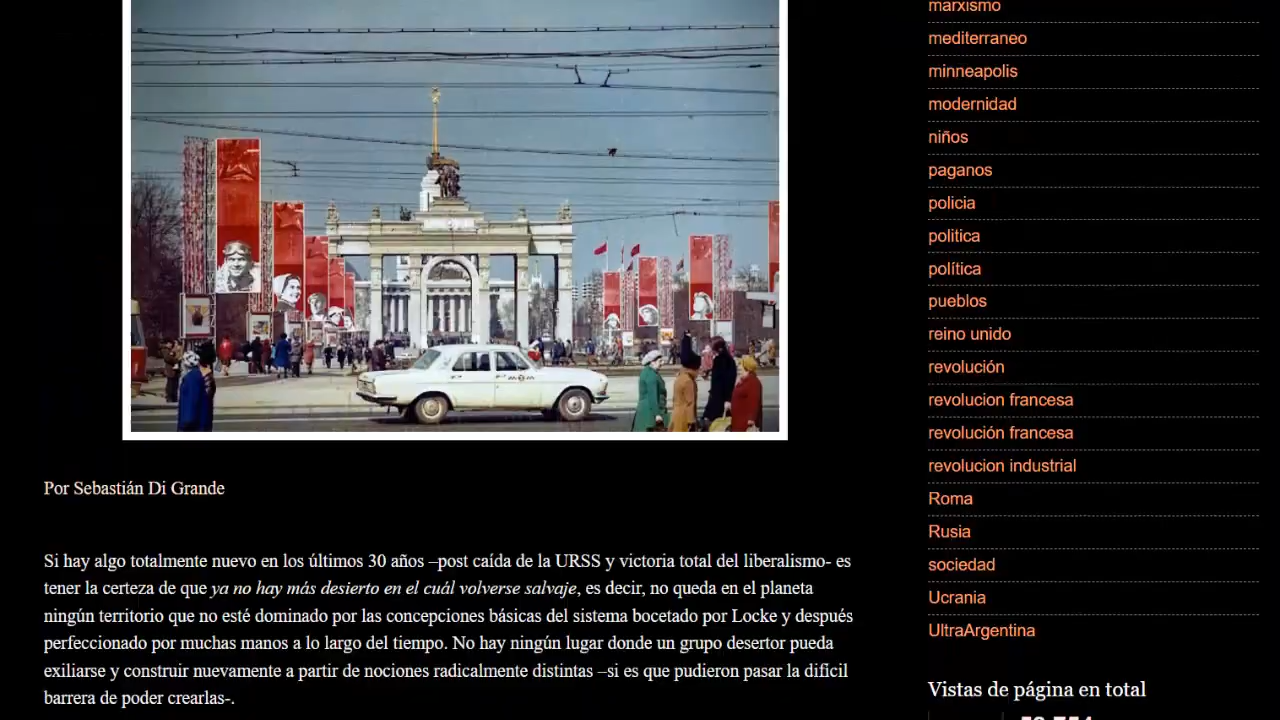 Por Sebastián Di Grande
Si hay algo totalmente nuevo en los últimos 30 años –post caída de la URSS y victoria total del liberalismo- es
tener la certeza de que ya no hay más desierto en el cuál volverse salvaje, es decir, no queda en el planeta
ningún territorio que no esté dominado por las concepciones básicas del sistema bocetado por Locke y después
perfeccionado por muchas manos a lo largo del tiempo. No hay ningún lugar donde un grupo desertor pueda
exiliarse y construir nuevamente a partir de nociones radicalmente distintas –si es que pudieron pasar la difícil
barrera de poder crearlas-.
marxismo
mediterraneo
minneapolis
modernidad
niños
paganos
policia
politica
política
pueblos
reino unido
revolución
revolucion francesa
revolución francesa
revolucion industrial
Roma
Rusia
sociedad
Ucrania
UltraArgentina
Vistas de página en total